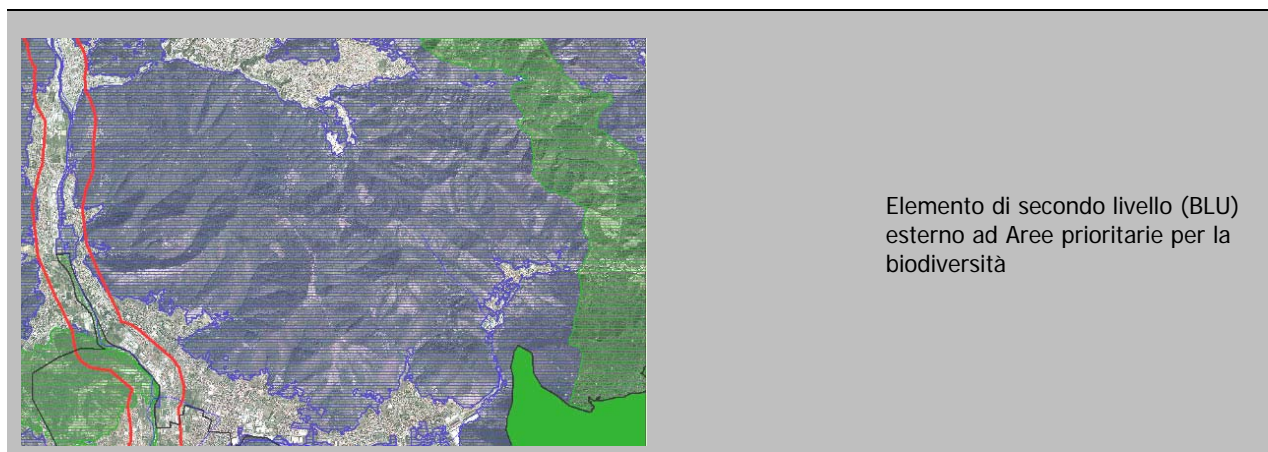 Elemento di secondo livello (BLU)
esterno ad Aree prioritarie per la
biodiversità